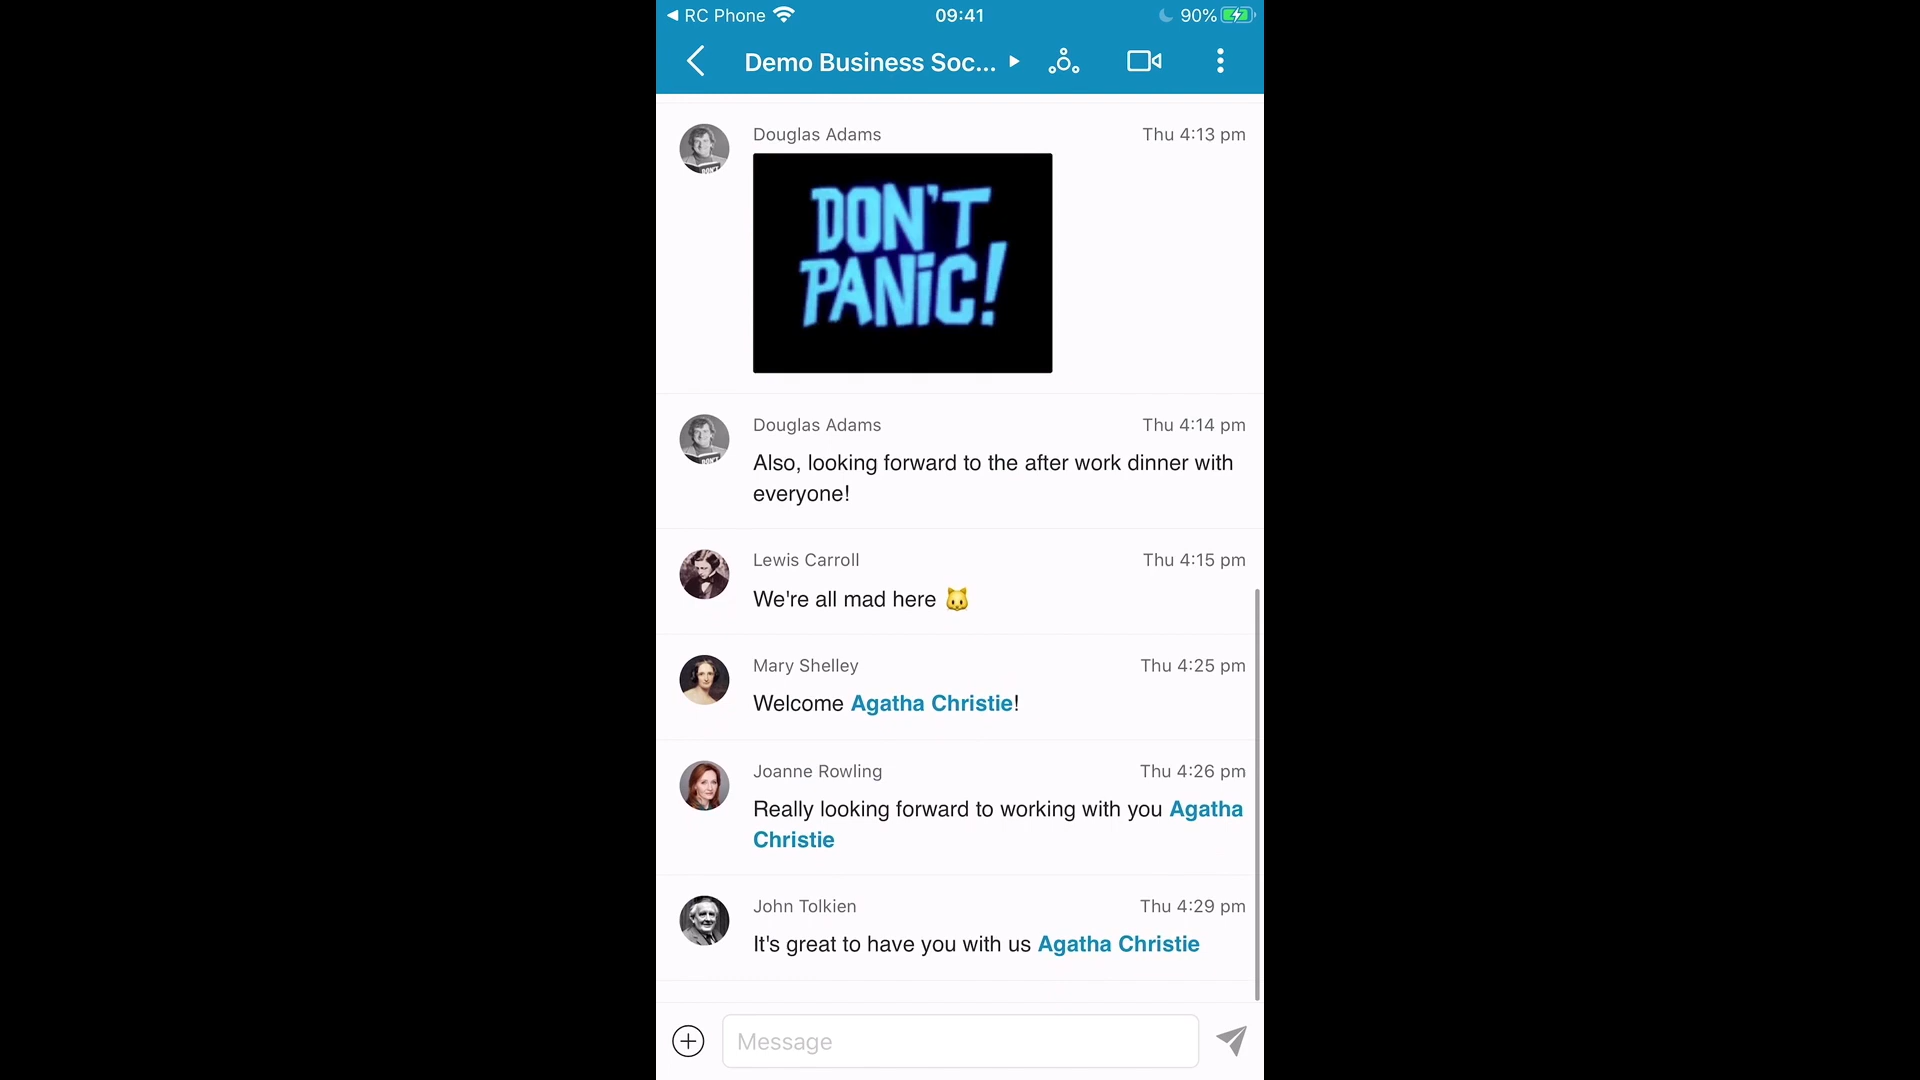 ◀ RC Phone 09:41 90%
Demo Business Soc... ▶
Douglas Adams Thu 4:13 pm
DON'T
PANIC!
Douglas Adams Thu 4:14 pm
Also, looking forward to the after work dinner with
everyone!
Lewis Carroll Thu 4:15 pm
We're all mad here 🐱
Mary Shelley Thu 4:25 pm
Welcome Agatha Christie!
Joanne Rowling Thu 4:26 pm
Really looking forward to working with you Agatha
Christie
John Tolkien Thu 4:29 pm
It's great to have you with us Agatha Christie
Message